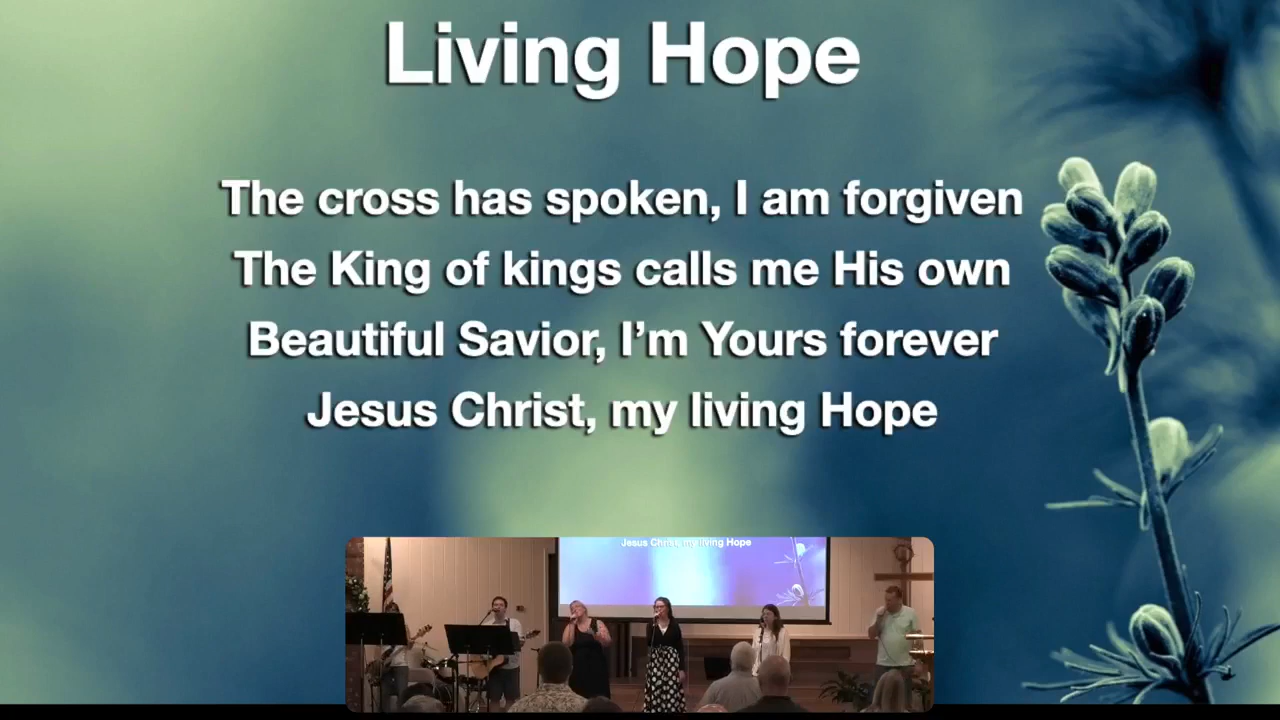 Living Hope
The cross has spoken, I am forgiven
The King of kings calls me His own
Beautiful Savior, I’m Yours forever
Jesus Christ, my living Hope
Jesus Christ, my living Hope